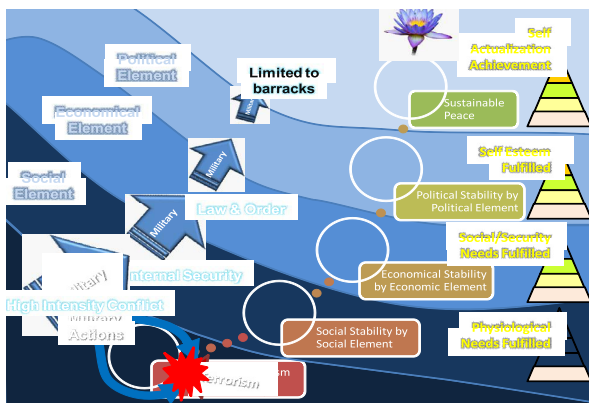 Self
Actualization
Achievement
Political
Element
Limited to
barracks
Military
Sustainable
Peace
Economical
Element
Military
Self Esteem
Fulfilled
Social
Element
Political Stability by
Political Element
Military
Law & Order
Social/Security
Needs Fulfilled
Military
Internal Security
Economical Stability
by Economic Element
High Intensity Conflict
Military
Actions
Social Stability by
Social Element
Physiological
Needs Fulfilled
Terrorism